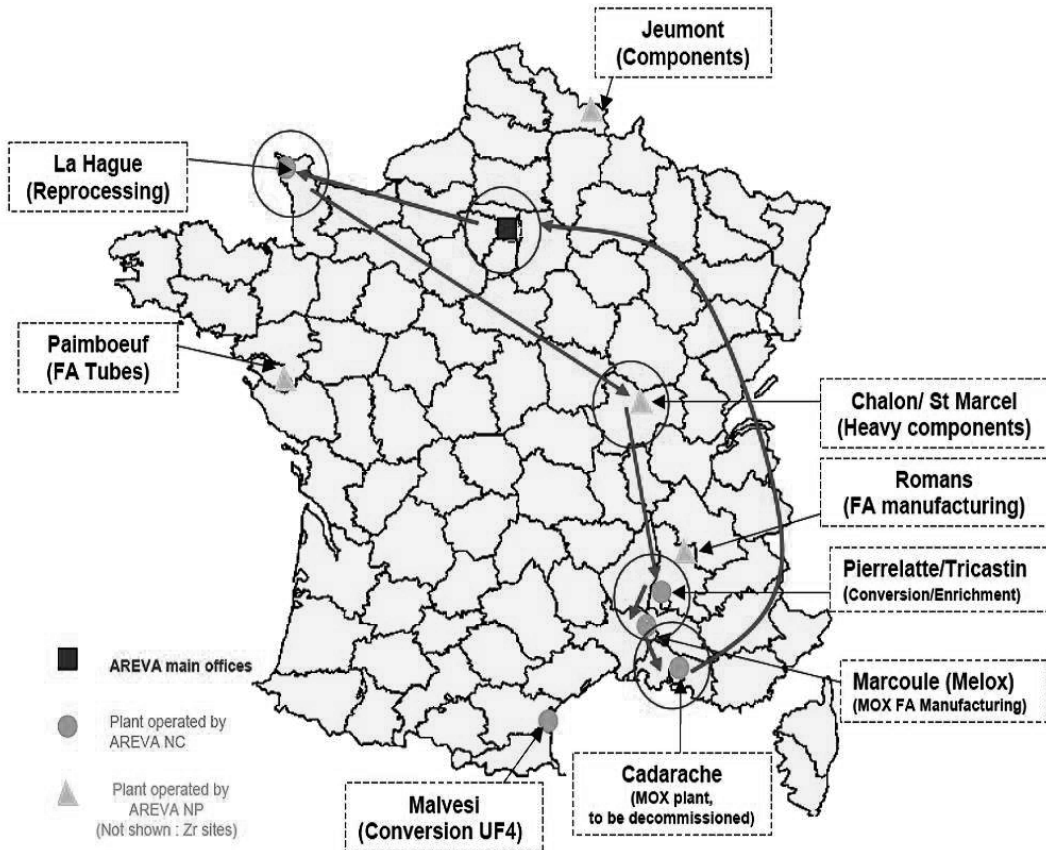 Jeumont
(Components)
La Hague
(Reprocessing)
Paimboeuf
(FA Tubes)
Chalon/ St Marcel
(Heavy components)
Romans
(FA manufacturing)
Pierrelatte/Tricastin
(Conversion/Enrichment)
Marcoule (Melox)
(MOX FA Manufacturing)
Cadarache
(MOX plant,
to be decommissioned)
Malvesi
(Conversion UF4)
AREVA main offices
Plant operated by
AREVA NC
Plant operated by
AREVA NP
(Not shown : Zr sites)